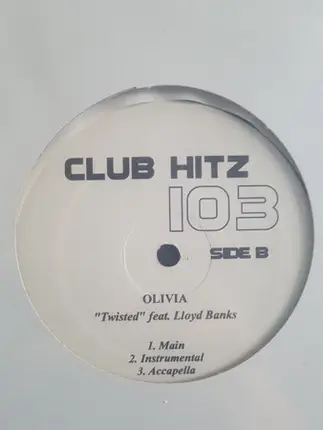 CLUB HITZ
103
SIDE B
OLIVIA
"Twisted" feat. Lloyd Banks
1. Main
2. Instrumental
3. Accapella